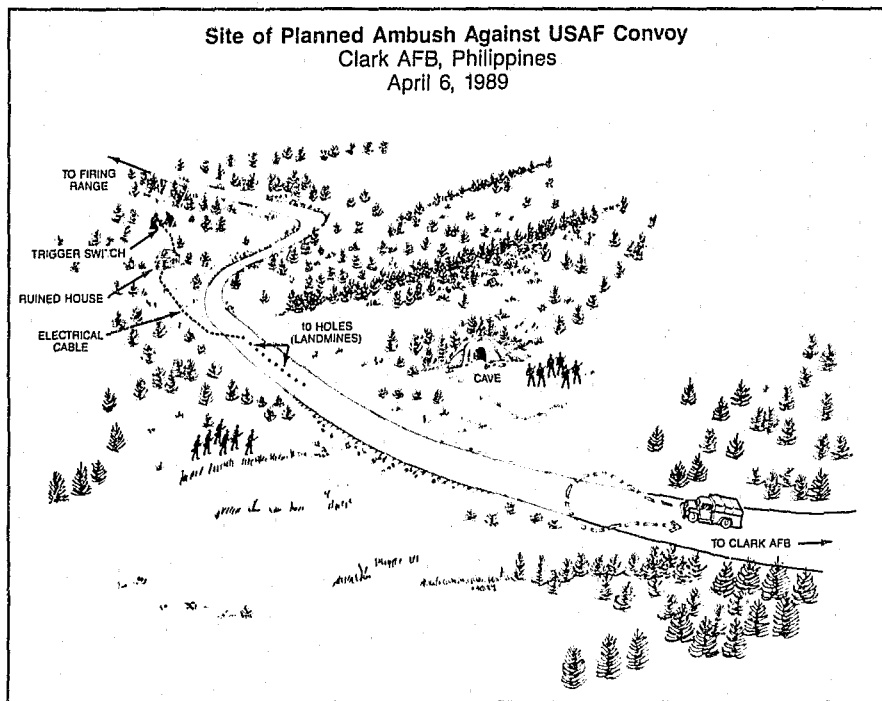 Site of Planned Ambush Against USAF Convoy
Clark AFB, Philippines
April 6, 1989
TO FIRING
RANGE
TRIGGER SWITCH
RUINED HOUSE
ELECTRICAL
CABLE
10 HOLES
(LANDMINES)
CAVE
TO CLARK AFB